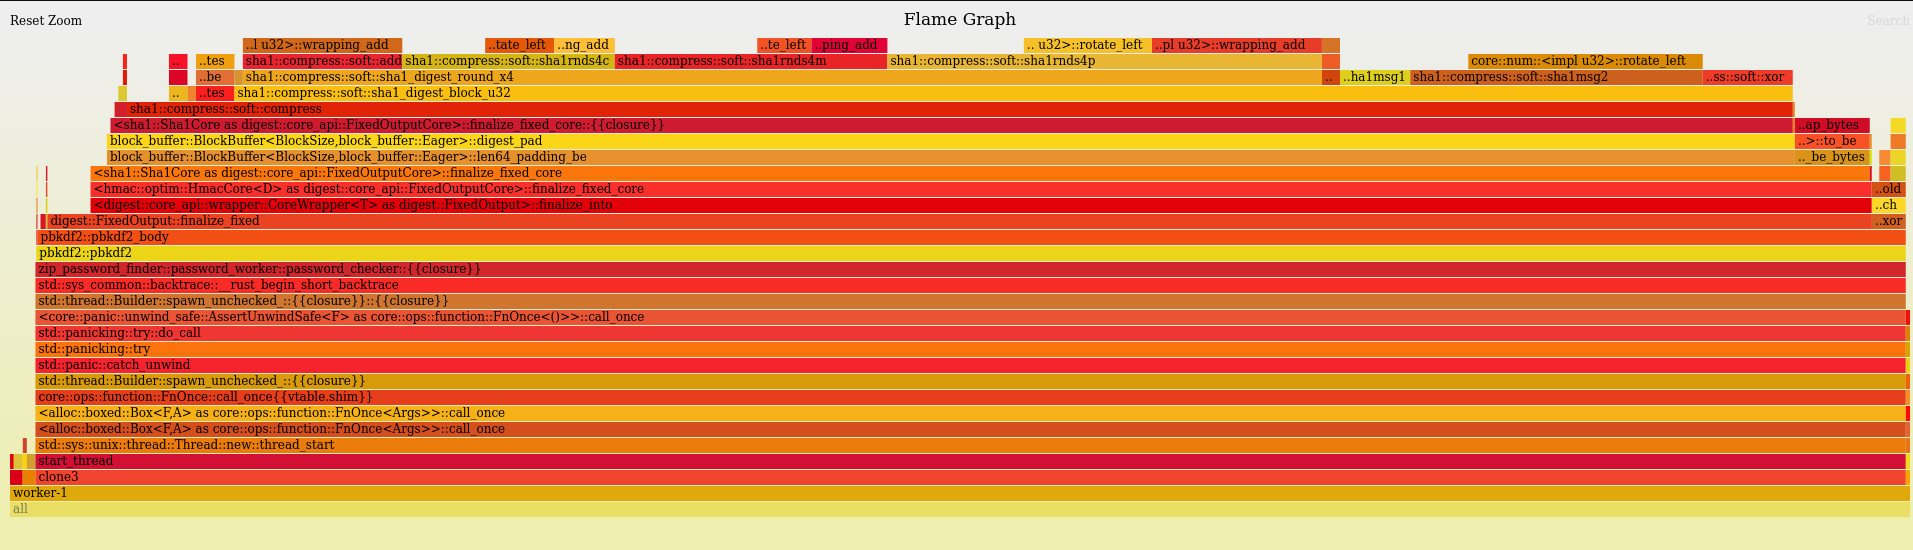 Reset Zoom Flame Graph Search
..l u32>::wrapping_add ..tate_left ..ng_add ..te_left ..ping_add .. u32>::rotate_left ..pl u32>::wrapping_add
.. ..tes sha1::compress::soft::add sha1::compress::soft::sha1rnds4c sha1::compress::soft::sha1rnds4m sha1::compress::soft::sha1rnds4p core::num::<impl u32>::rotate_left
..be sha1::compress::soft::sha1_digest_round_x4 .. ..ha1msg1 sha1::compress::soft::sha1msg2 ..ss::soft::xor
.. ..tes sha1::compress::soft::sha1_digest_block_u32
sha1::compress::soft::compress
<sha1::Sha1Core as digest::core_api::FixedOutputCore>::finalize_fixed_core::{{closure}} ..ap_bytes
block_buffer::BlockBuffer<BlockSize,block_buffer::Eager>::digest_pad ..>::to_be
block_buffer::BlockBuffer<BlockSize,block_buffer::Eager>::len64_padding_be .._be_bytes
<sha1::Sha1Core as digest::core_api::FixedOutputCore>::finalize_fixed_core
<hmac::optim::HmacCore<D> as digest::core_api::FixedOutputCore>::finalize_fixed_core ..old
<digest::core_api::wrapper::CoreWrapper<T> as digest::FixedOutput>::finalize_into ..ch
digest::FixedOutput::finalize_fixed ..xor
pbkdf2::pbkdf2_body
pbkdf2::pbkdf2
zip_password_finder::password_worker::password_checker::{{closure}}
std::sys_common::backtrace::__rust_begin_short_backtrace
std::thread::Builder::spawn_unchecked_::{{closure}}::{{closure}}
<core::panic::unwind_safe::AssertUnwindSafe<F> as core::ops::function::FnOnce<()>>::call_once
std::panicking::try::do_call
std::panicking::try
std::panic::catch_unwind
std::thread::Builder::spawn_unchecked_::{{closure}}
core::ops::function::FnOnce::call_once{{vtable.shim}}
<alloc::boxed::Box<F,A> as core::ops::function::FnOnce<Args>>::call_once
<alloc::boxed::Box<F,A> as core::ops::function::FnOnce<Args>>::call_once
std::sys::unix::thread::Thread::new::thread_start
start_thread
clone3
worker-1
all